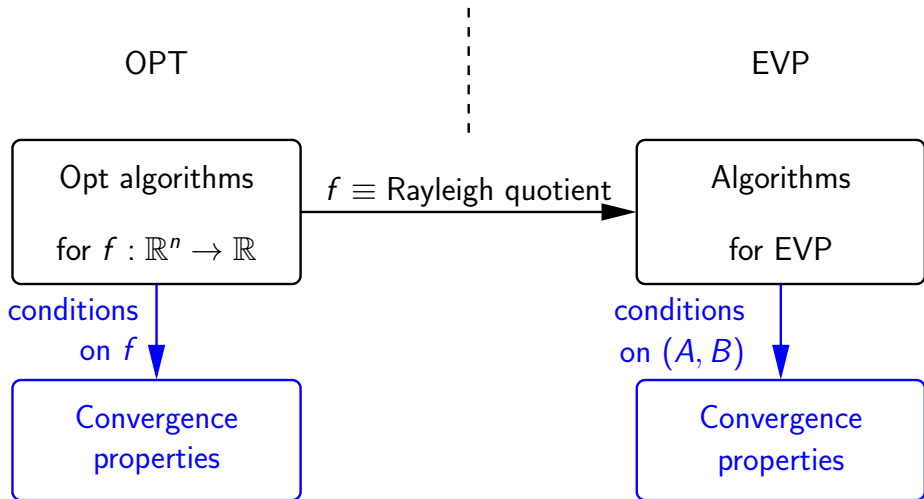 OPT
EVP
Opt algorithms
for f : ℝⁿ → ℝ
f ≡ Rayleigh quotient
Algorithms
for EVP
conditions
on f
conditions
on (A, B)
Convergence
properties
Convergence
properties